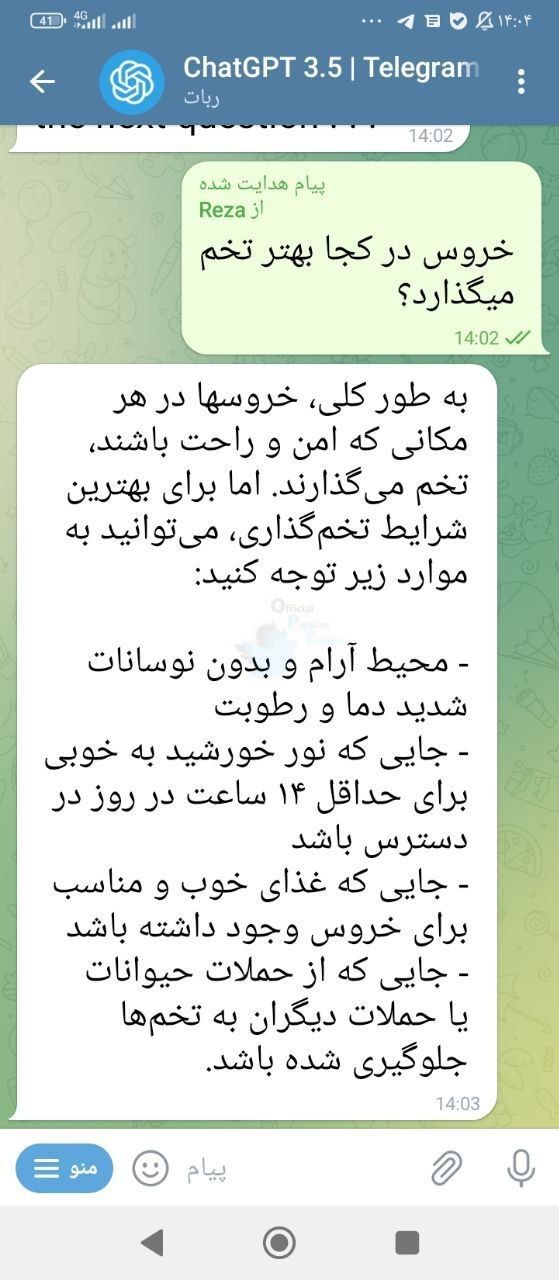 41 4G ... ۱۴:۰۴
ChatGPT 3.5 | Telegram
ربات
the next question . . .
14:02
پیام هدایت شده
از Reza
خروس در کجا بهتر تخم
میگذارد؟
14:02
به طور کلی، خروسها در هر
مکانی که امن و راحت باشند،
تخم می‌گذارند. اما برای بهترین
شرایط تخم‌گذاری، می‌توانید به
موارد زیر توجه کنید:
Official
Persian
Twitter
- محیط آرام و بدون نوسانات
شدید دما و رطوبت
- جایی که نور خورشید به خوبی
برای حداقل ۱۴ ساعت در روز در
دسترس باشد
- جایی که غذای خوب و مناسب
برای خروس وجود داشته باشد
- جایی که از حملات حیوانات
یا حملات دیگران به تخم‌ها
جلوگیری شده باشد.
14:03
منو
پیام